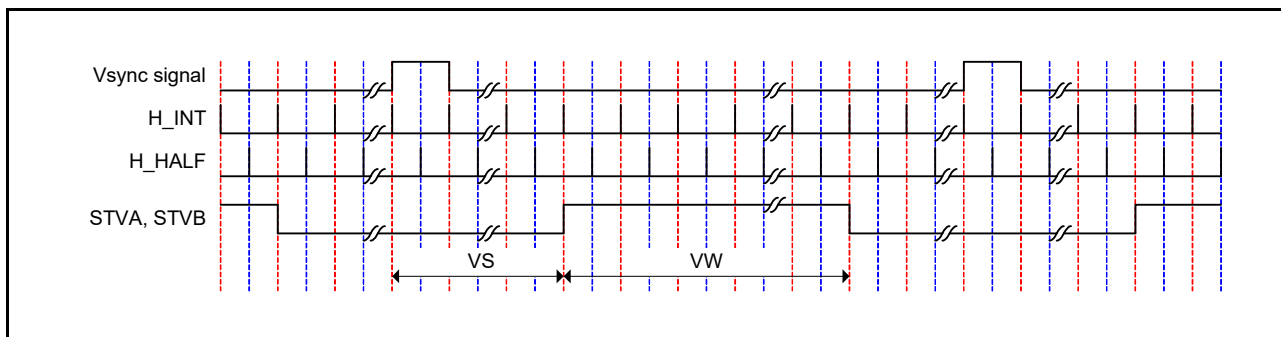 Vsync signal
H_INT
H_HALF
STVA, STVB
VS
VW